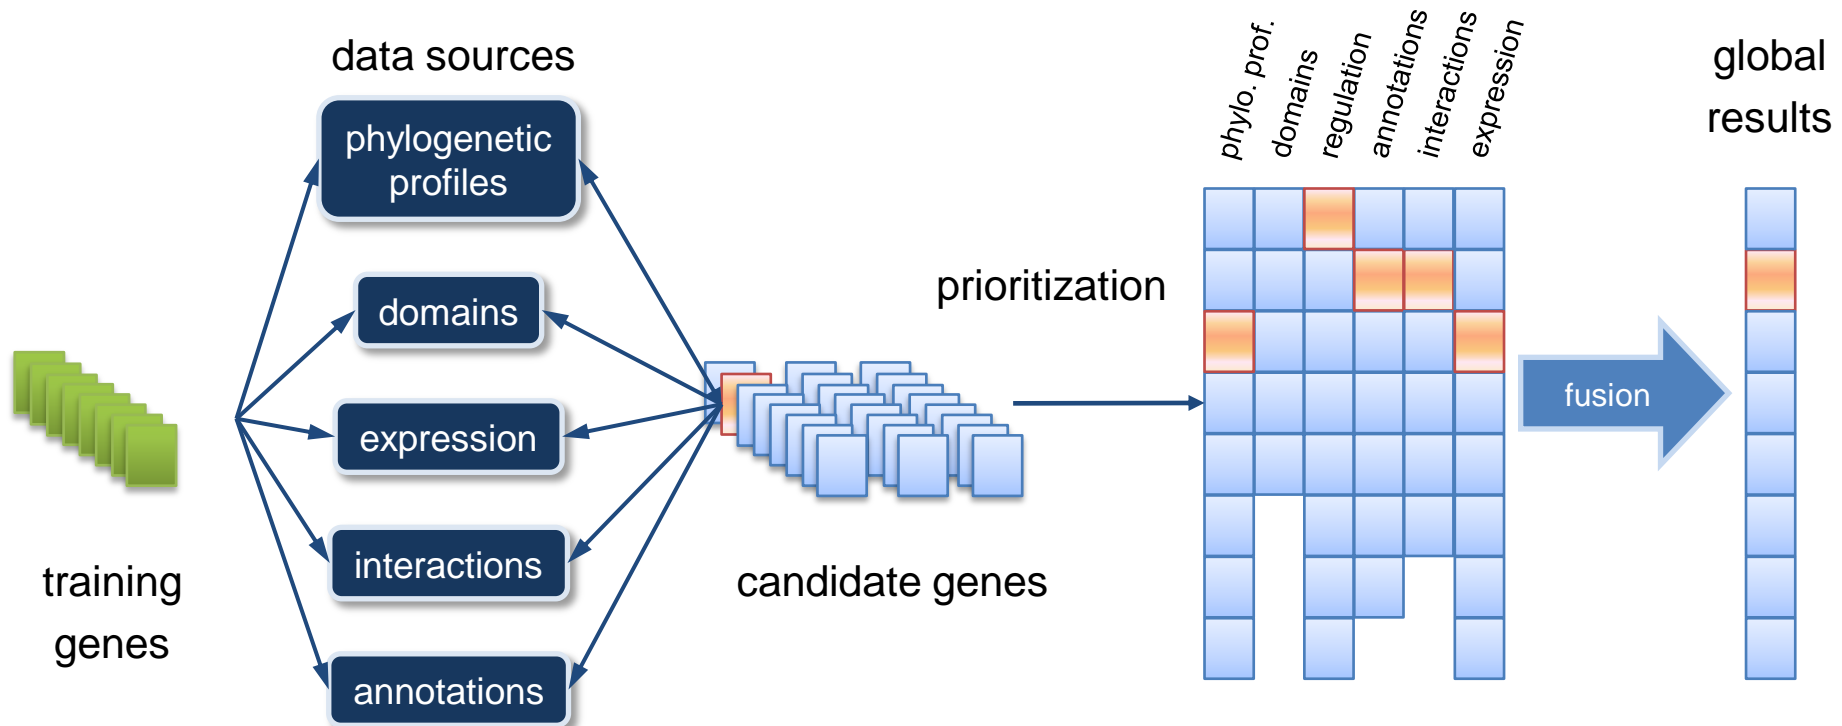 data sources
phylogenetic
profiles
domains
expression
interactions
annotations
training
genes
candidate genes
prioritization
phylo. prof.
domains
regulation
annotations
interactions
expression
fusion
global
results